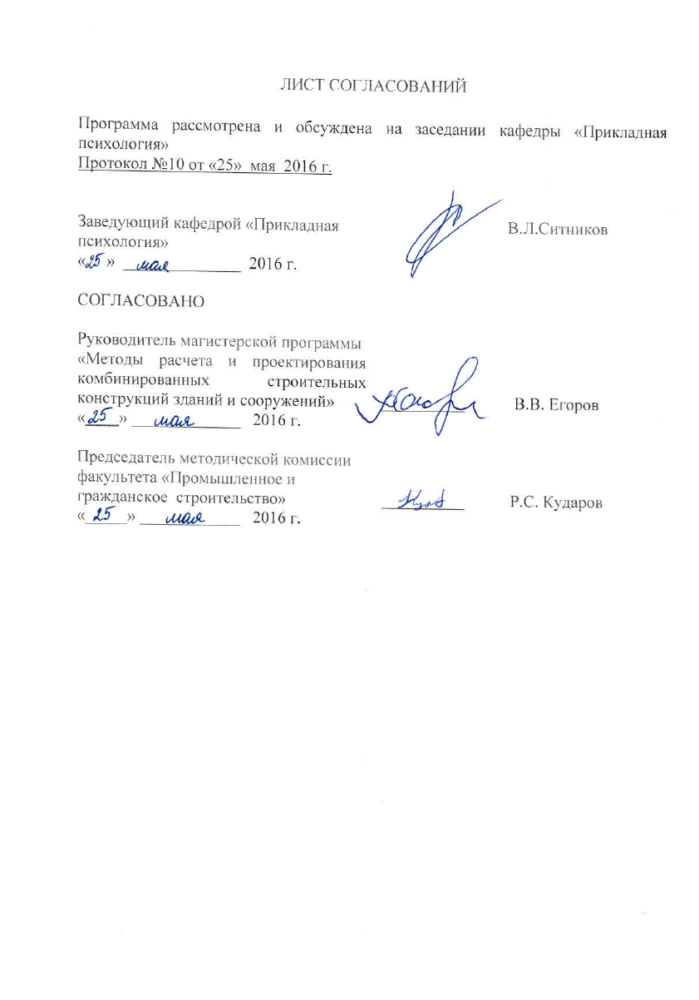 ЛИСТ СОГЛАСОВАНИЙ
Программа рассмотрена и обсуждена на заседании кафедры «Прикладная
психология»
Протокол №10 от «25» мая 2016 г.
Заведующий кафедрой «Прикладная В.Л.Ситников
психология»
«25» мая 2016 г.
СОГЛАСОВАНО
Руководитель магистерской программы
«Методы расчета и проектирования
комбинированных строительных
конструкций зданий и сооружений» В.В. Егоров
«25» мая 2016 г.
Председатель методической комиссии
факультета «Промышленное и
гражданское строительство» Р.С. Кударов
«25» мая 2016 г.